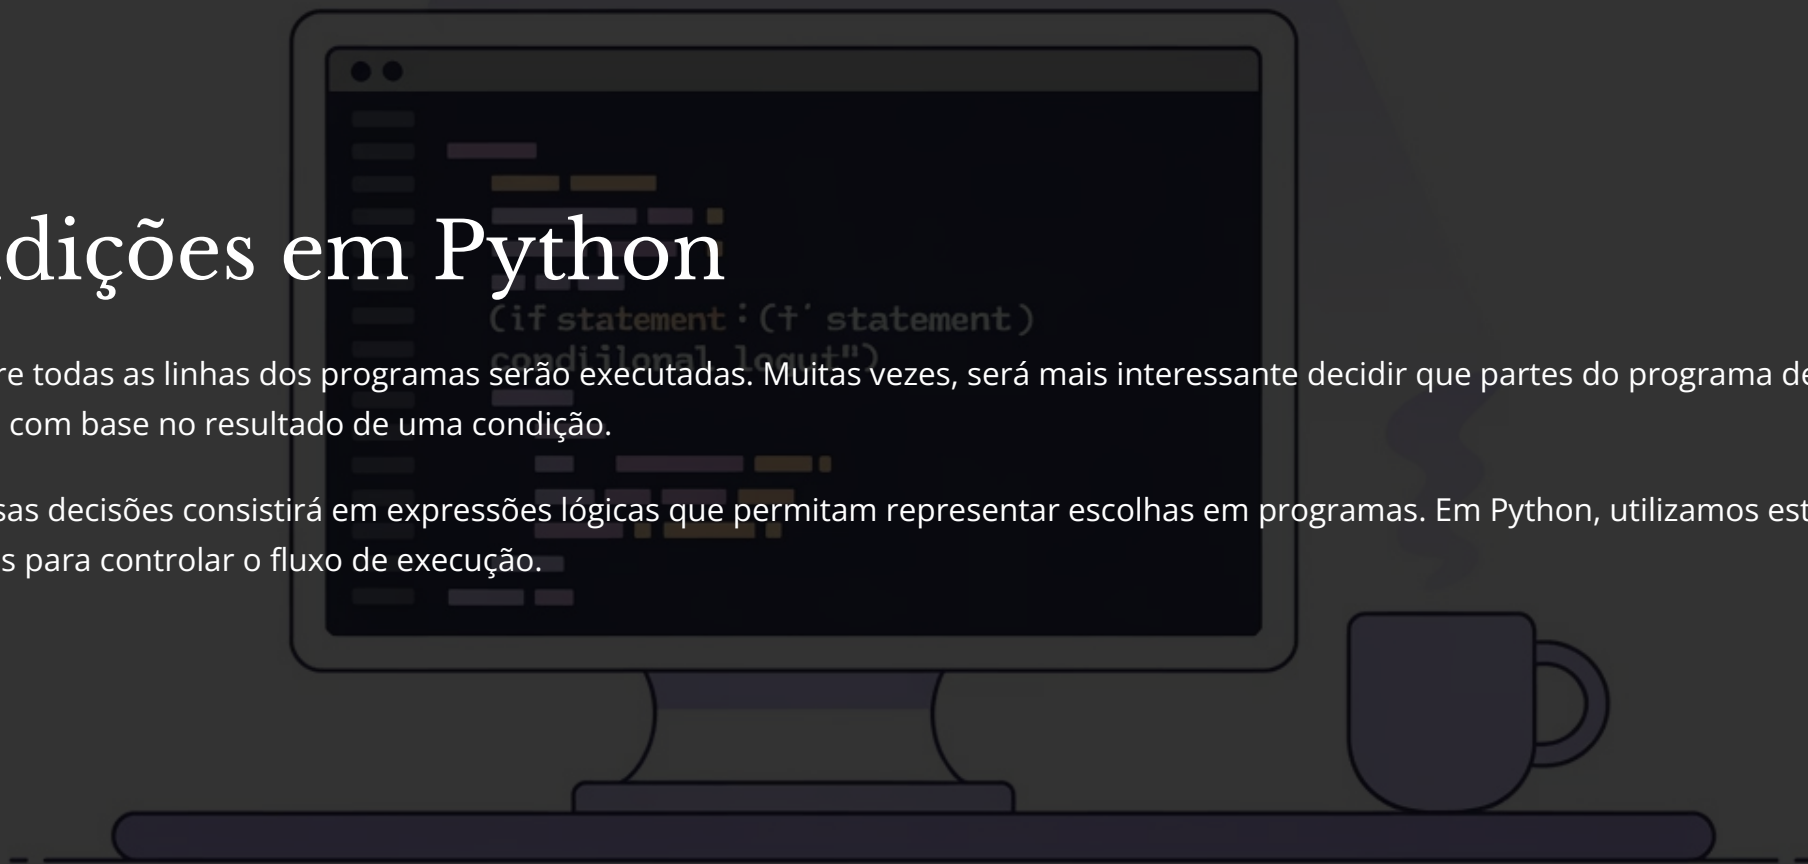 dições em Python
(if statement : (†' statement)
condiilonal logut")
re todas as linhas dos programas serão executadas. Muitas vezes, será mais interessante decidir que partes do programa de
com base no resultado de uma condição.
sas decisões consistirá em expressões lógicas que permitam representar escolhas em programas. Em Python, utilizamos est
s para controlar o fluxo de execução.